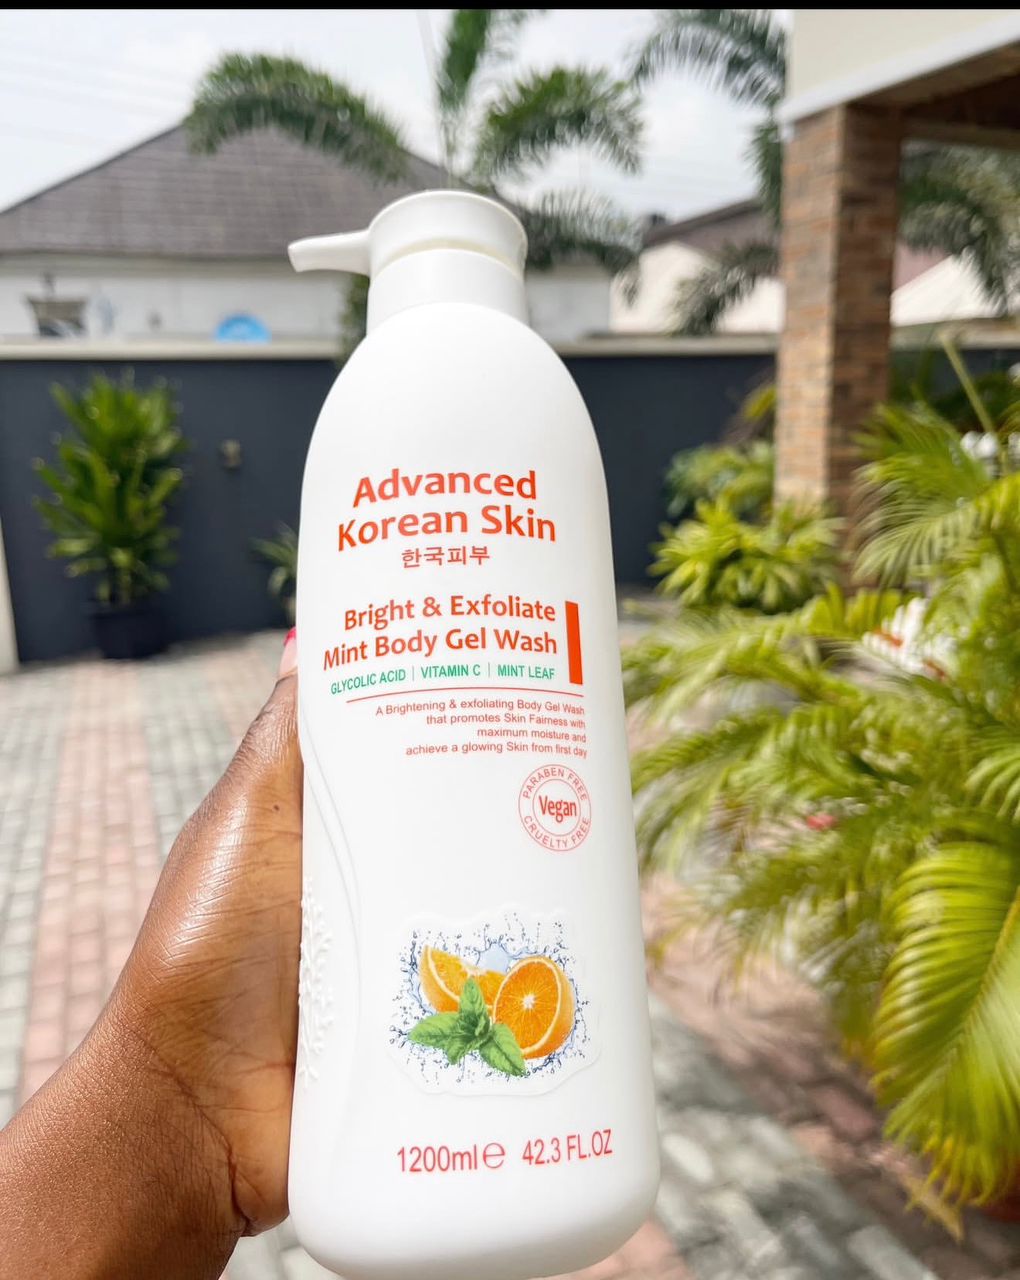 Advanced
Korean Skin
한국피부
Bright & Exfoliate
Mint Body Gel Wash
GLYCOLIC ACID | VITAMIN C | MINT LEAF
A Brightening & exfoliating Body Gel Wash
that promotes Skin Fairness with
maximum moisture and
achieve a glowing Skin from first day
PARABEN FREE
Vegan
CRUELTY FREE
1200ml℮ 42.3 FL.OZ